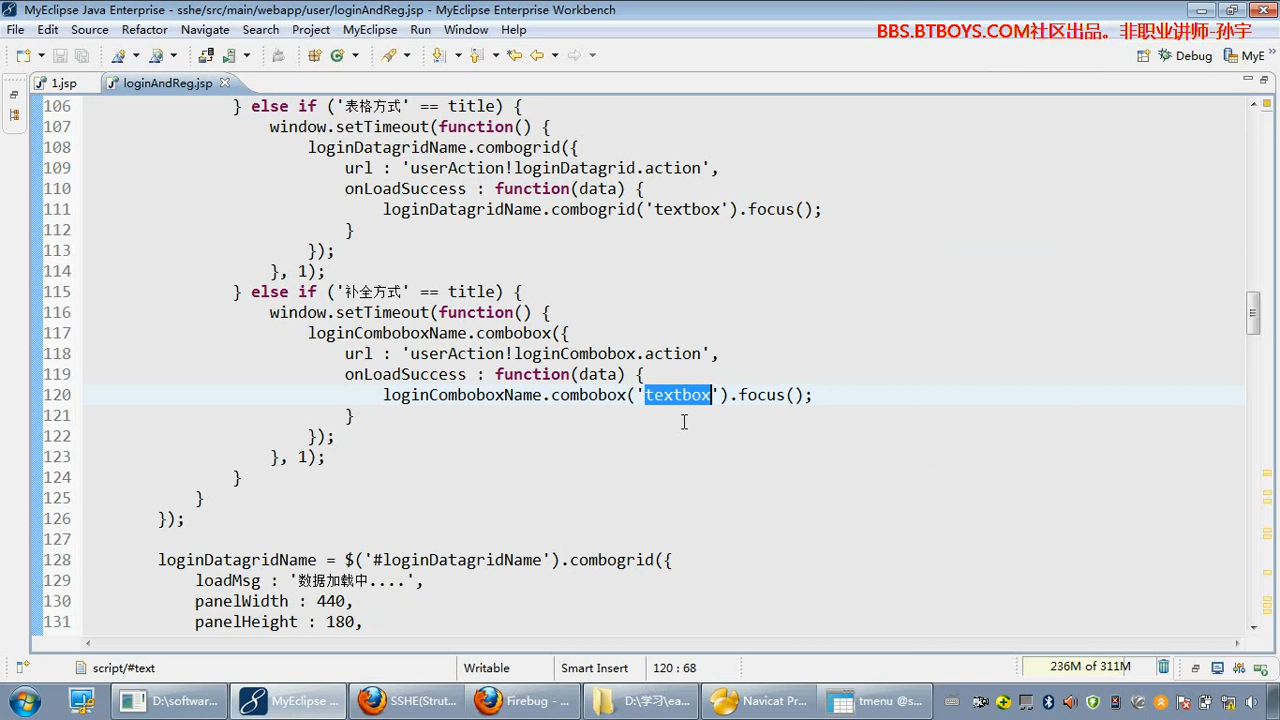 MyEclipse Java Enterprise - sshe/src/main/webapp/user/loginAndReg.jsp - MyEclipse Enterprise Workbench
File Edit Source Refactor Navigate Search Project MyEclipse Run Window Help
BBS.BTBOYS.COM社区出品。非职业讲师-孙宇
Debug MyE
1.jsp loginAndReg.jsp
106 } else if ('表格方式' == title) {
107 window.setTimeout(function() {
108 loginDatagridName.combogrid({
109 url : 'userAction!loginDatagrid.action',
110 onLoadSuccess : function(data) {
111 loginDatagridName.combogrid('textbox').focus();
112 }
113 });
114 }, 1);
115 } else if ('补全方式' == title) {
116 window.setTimeout(function() {
117 loginComboboxName.combobox({
118 url : 'userAction!loginCombobox.action',
119 onLoadSuccess : function(data) {
120 loginComboboxName.combobox('textbox').focus();
121 }
122 });
123 }, 1);
124 }
125 }
126 });
127
128 loginDatagridName = $('#loginDatagridName').combogrid({
129 loadMsg : '数据加载中....',
130 panelWidth : 440,
131 panelHeight : 180,
script/#text Writable Smart Insert 120 : 68 236M of 311M
D:\software... MyEclipse ... SSHE(Strut... Firebug - ... D:\学习\ea... Navicat Pr... tmenu @s...